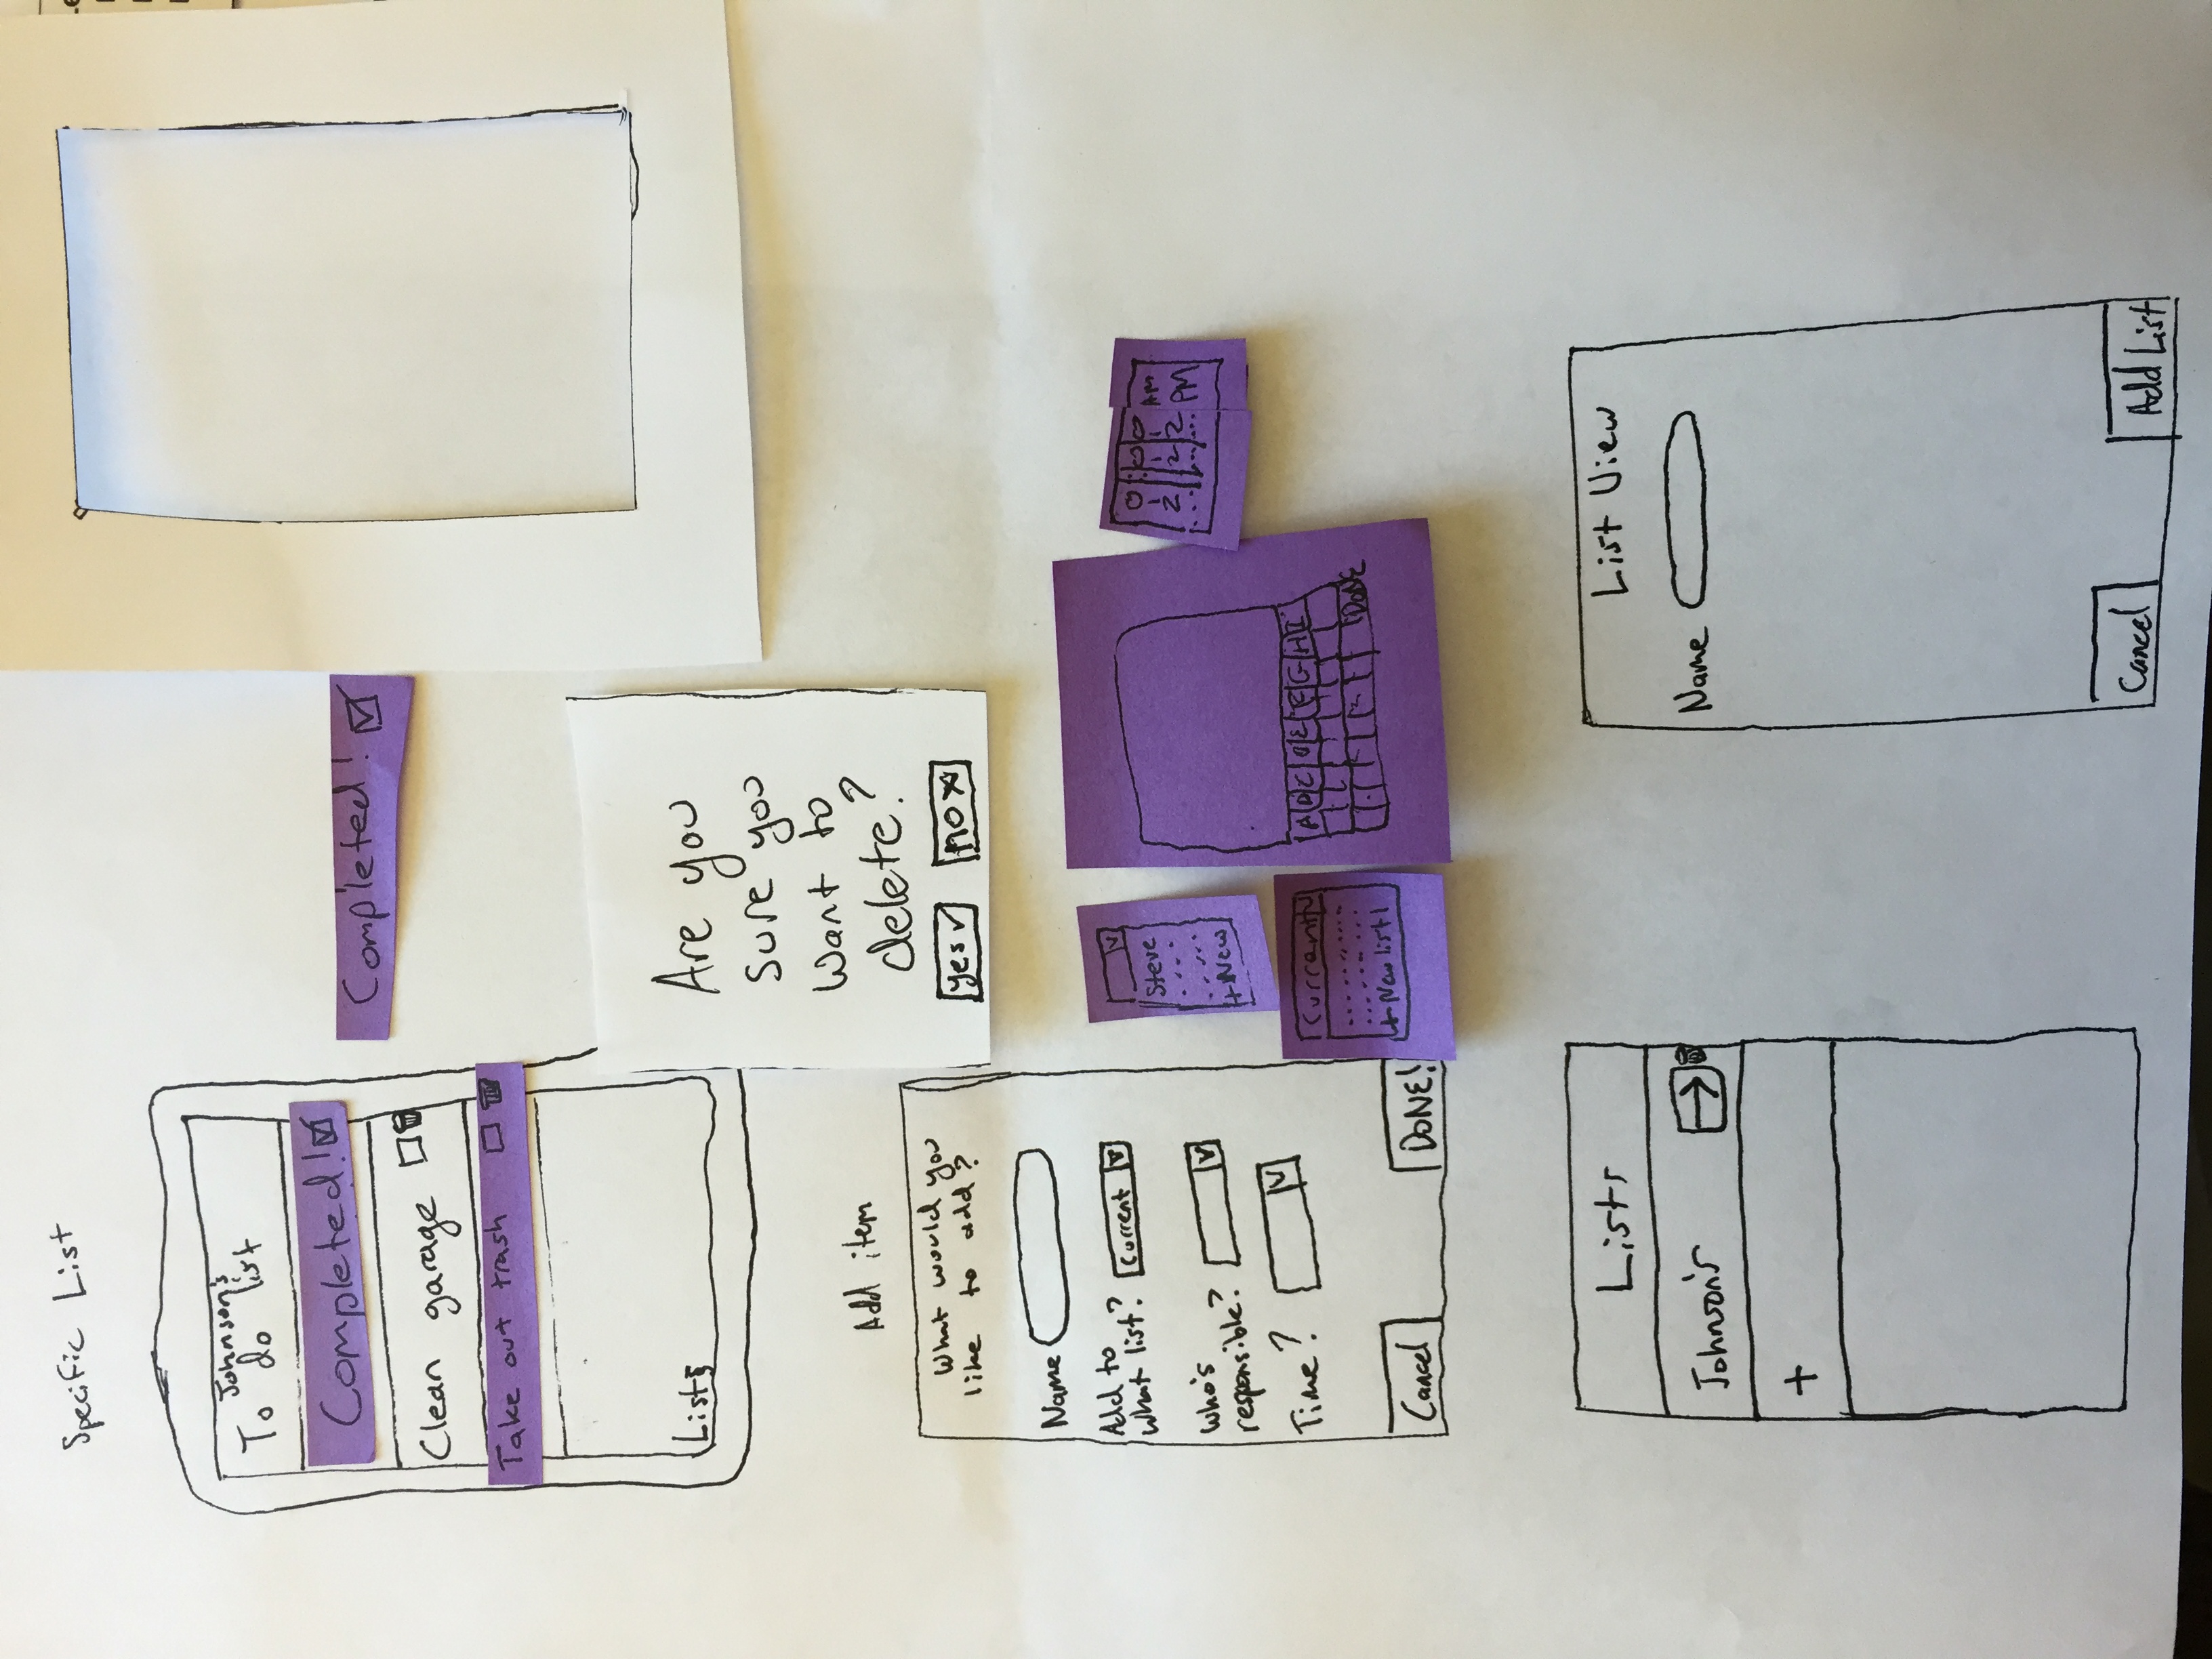 Specific List
Johnson's
To do list
Completed!
Clean garage
Take out trash
Lists
Completed!
Are you
sure you
want to
delete?
yes
no
Add item
What would you
like to add?
Name
Add to
what list?
Current
Who's
responsible?
Time?
Cancel
DONE!
Steve
+New
Current
+ New list!
A B C D E F G H I
DONE
0 : 0 0 AM
1 1 1
2 2 2 PM
Lists
Johnson's
+
List View
Name
Cancel
Add List